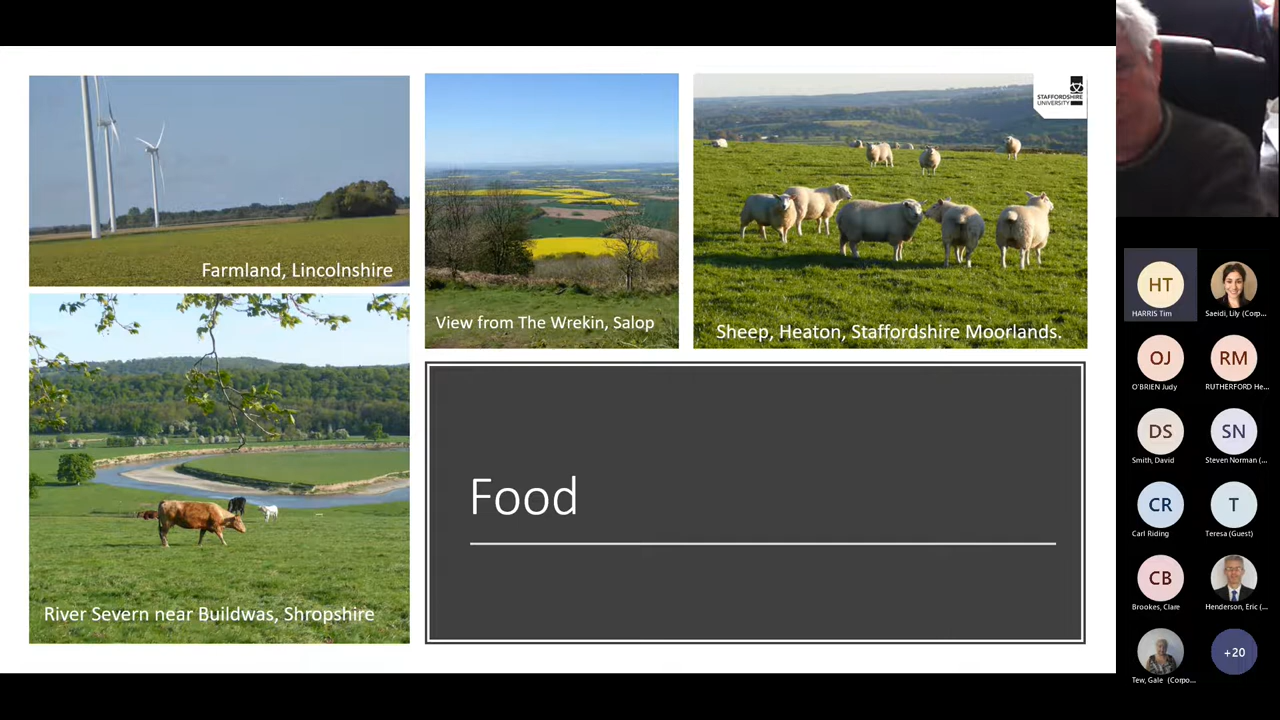 Farmland, Lincolnshire
View from The Wrekin, Salop
Sheep, Heaton, Staffordshire Moorlands.
STAFFORDSHIRE
UNIVERSITY
River Severn near Buildwas, Shropshire
Food
HT
HARRIS Tim
Saeidi, Lily (Corp...
OJ
O'BRIEN Judy
RM
RUTHERFORD He...
DS
Smith, David
SN
Steven Norman (...
CR
Carl Riding
T
Teresa (Guest)
CB
Brookes, Clare
Henderson, Eric (...
Tew, Gale (Corpo...
+20